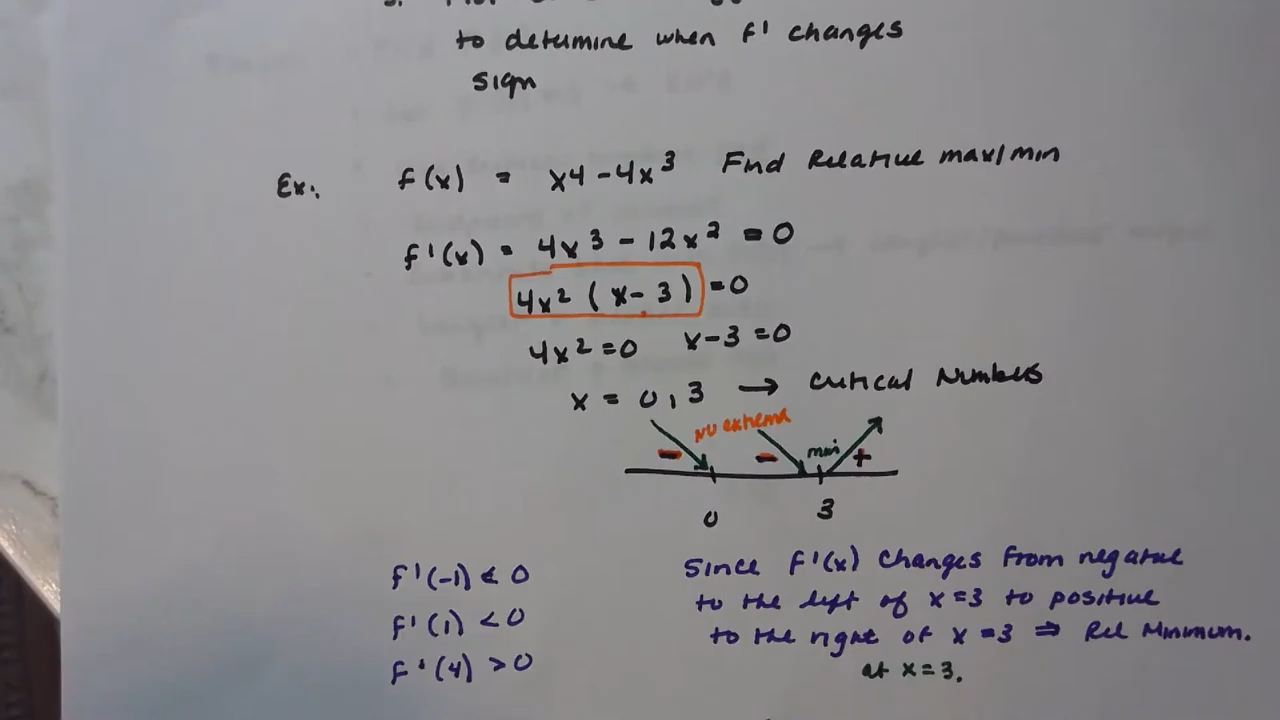 to determine when f' changes
sign
Ex: f(x) = x4 - 4x³ Find Relative max/min
f'(x) = 4x³ - 12x² = 0
4x² (x - 3) = 0
4x² = 0 x - 3 = 0
x = 0, 3 → Critical Numbers
No extrema
- - min +
0 3
f'(-1) < 0
f'(1) < 0
f'(4) > 0
Since f'(x) changes from negative
to the left of x = 3 to positive
to the right of x = 3 ⇒ Rel Minimum.
at x = 3.